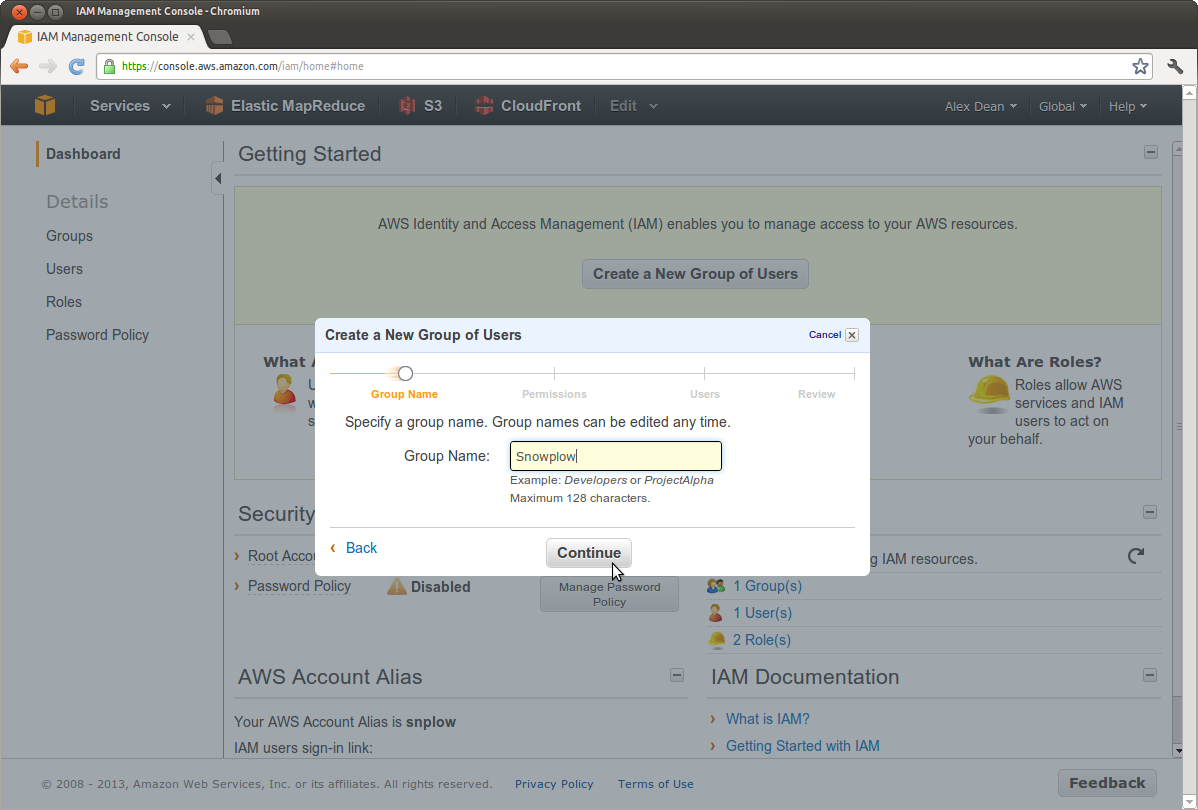 IAM Management Console - Chromium
IAM Management Console
https://console.aws.amazon.com/iam/home#home
Services
Elastic MapReduce
S3
CloudFront
Edit
Alex Dean
Global
Help
Dashboard
Details
Groups
Users
Roles
Password Policy
Getting Started
AWS Identity and Access Management (IAM) enables you to manage access to your AWS resources.
Create a New Group of Users
What
What Are Roles?
Roles allow AWS
services and IAM
users to act on
your behalf.
Create a New Group of Users
Cancel
Group Name
Permissions
Users
Review
Specify a group name. Group names can be edited any time.
Group Name:
Snowplow
Example: Developers or ProjectAlpha
Maximum 128 characters.
Back
Continue
Security
Root
IAM resources.
Password Policy
Disabled
Manage Password
Policy
1 Group(s)
1 User(s)
2 Role(s)
AWS Account Alias
Your AWS Account Alias is snplow
IAM users sign-in link:
IAM Documentation
What is IAM?
Getting Started with IAM
© 2008 - 2013, Amazon Web Services, Inc. or its affiliates. All rights reserved.
Privacy Policy
Terms of Use
Feedback